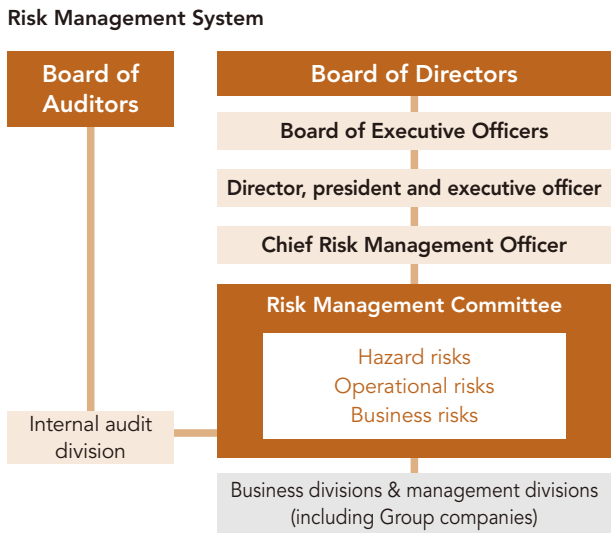 Risk Management System
Board of
Auditors
Board of Directors
Board of Executive Officers
Director, president and executive officer
Chief Risk Management Officer
Risk Management Committee
Hazard risks
Operational risks
Business risks
Internal audit
division
Business divisions & management divisions
(including Group companies)